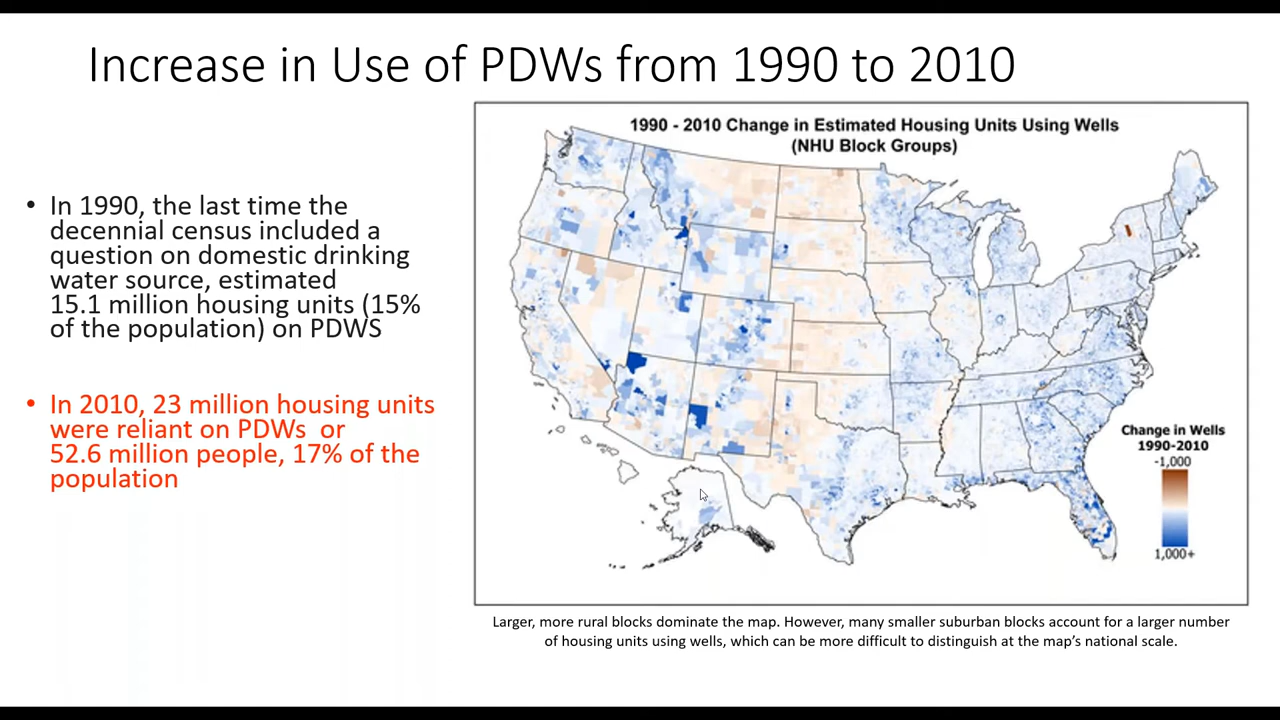 Increase in Use of PDWs from 1990 to 2010
• In 1990, the last time the
decennial census included a
question on domestic drinking
water source, estimated
15.1 million housing units (15%
of the population) on PDWS
• In 2010, 23 million housing units
were reliant on PDWs or
52.6 million people, 17% of the
population
1990 - 2010 Change in Estimated Housing Units Using Wells
(NHU Block Groups)
Change in Wells
1990-2010
-1,000
1,000+
Larger, more rural blocks dominate the map. However, many smaller suburban blocks account for a larger number
of housing units using wells, which can be more difficult to distinguish at the map's national scale.